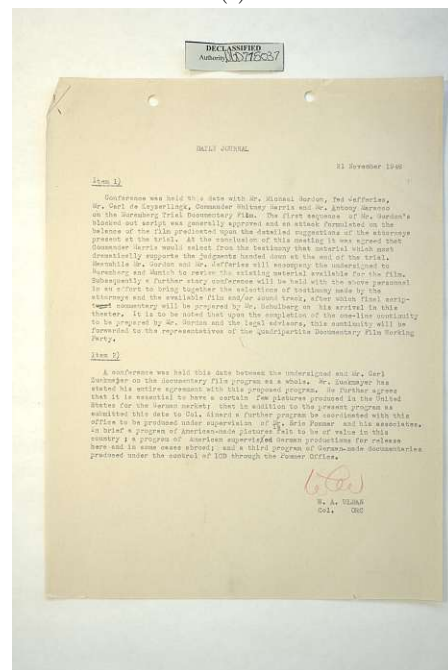 DECLASSIFIED
Authority NND775037
DAILY JOURNAL
21 November 1946
Item 1)
Conference was held this date with Mr. Michael Gordon, Ted Jefferies,
Mr. Carl de Keyserlingk, Commander Whitney Harris and Mr. Antony
on the Nuremberg Trial Documentary Film. The first sequence of Mr. Gordon's
blocked out script was generally approved and an attack formulated on the
balance of the film predicated upon the detailed suggestions of the attorneys
present at the trial. At the conclusion of this meeting it was agreed that
Commander Harris would select from the testimony that material which most
dramatically supports the judgments handed down at the end of the trial.
Meanwhile Mr. Gordon and Mr. Jefferies will accompany the undersigned to
Nuremberg and Munich to review the existing material available for the film.
Subsequently a further story conference will be held with the above personnel
in an effort to bring together the selections of testimony made by the
attorneys and the available film and/or sound track, after which final scrip-
commentary will be prepared by Mr. Schulberg on his arrival in this
theater. It is to be noted that upon the completion of the one-line continuity
to be prepared by Mr. Gordon and the legal advisors, this continuity will be
forwarded to the representatives of the Quadripartite Documentary Film Working
Party.
Item 2)
A conference was held this date between the undersigned and Mr. Carl
Zuckmayer on the documentary film program as a whole. Mr. Zuckmayer has
stated his entire agreement with this proposed program. He further agrees
that it is essential to have a certain few pictures produced in the United
States for the German market; that in addition to the present program as
submitted this date to Col. a further program be coordinated with this
office to be produced under supervision of Mr. Eric Pommer and his associates.
In brief a program of American-made pictures felt to be of value in this
country; a program of American supervised German productions for release
here and in some cases abroad; and a third program of German-made documentaries
produced under the control of ICD through the Pommer Office.
W. A.
Col. ORC